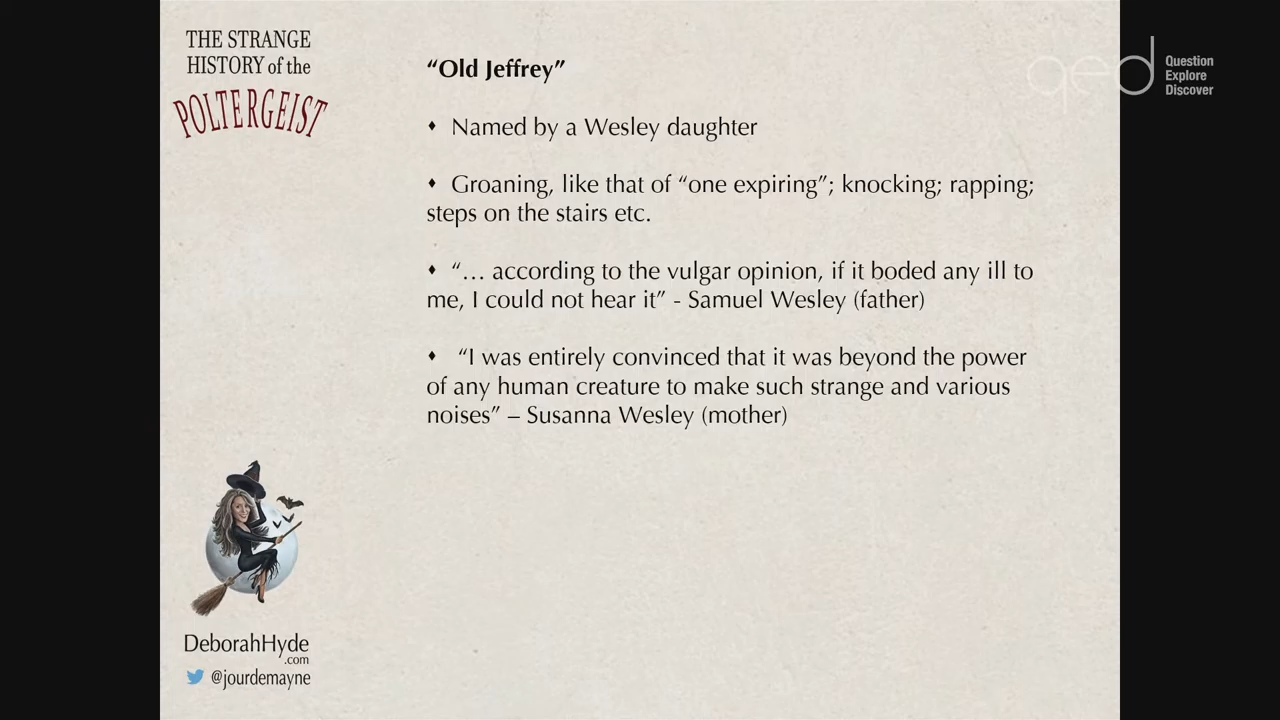 THE STRANGE
HISTORY of the
POLTERGEIST
“Old Jeffrey”
♦ Named by a Wesley daughter
♦ Groaning, like that of “one expiring”; knocking; rapping;
steps on the stairs etc.
♦ “… according to the vulgar opinion, if it boded any ill to
me, I could not hear it” - Samuel Wesley (father)
♦ “I was entirely convinced that it was beyond the power
of any human creature to make such strange and various
noises” – Susanna Wesley (mother)
DeborahHyde
.com
@jourdemayne
qed
Question
Explore
Discover